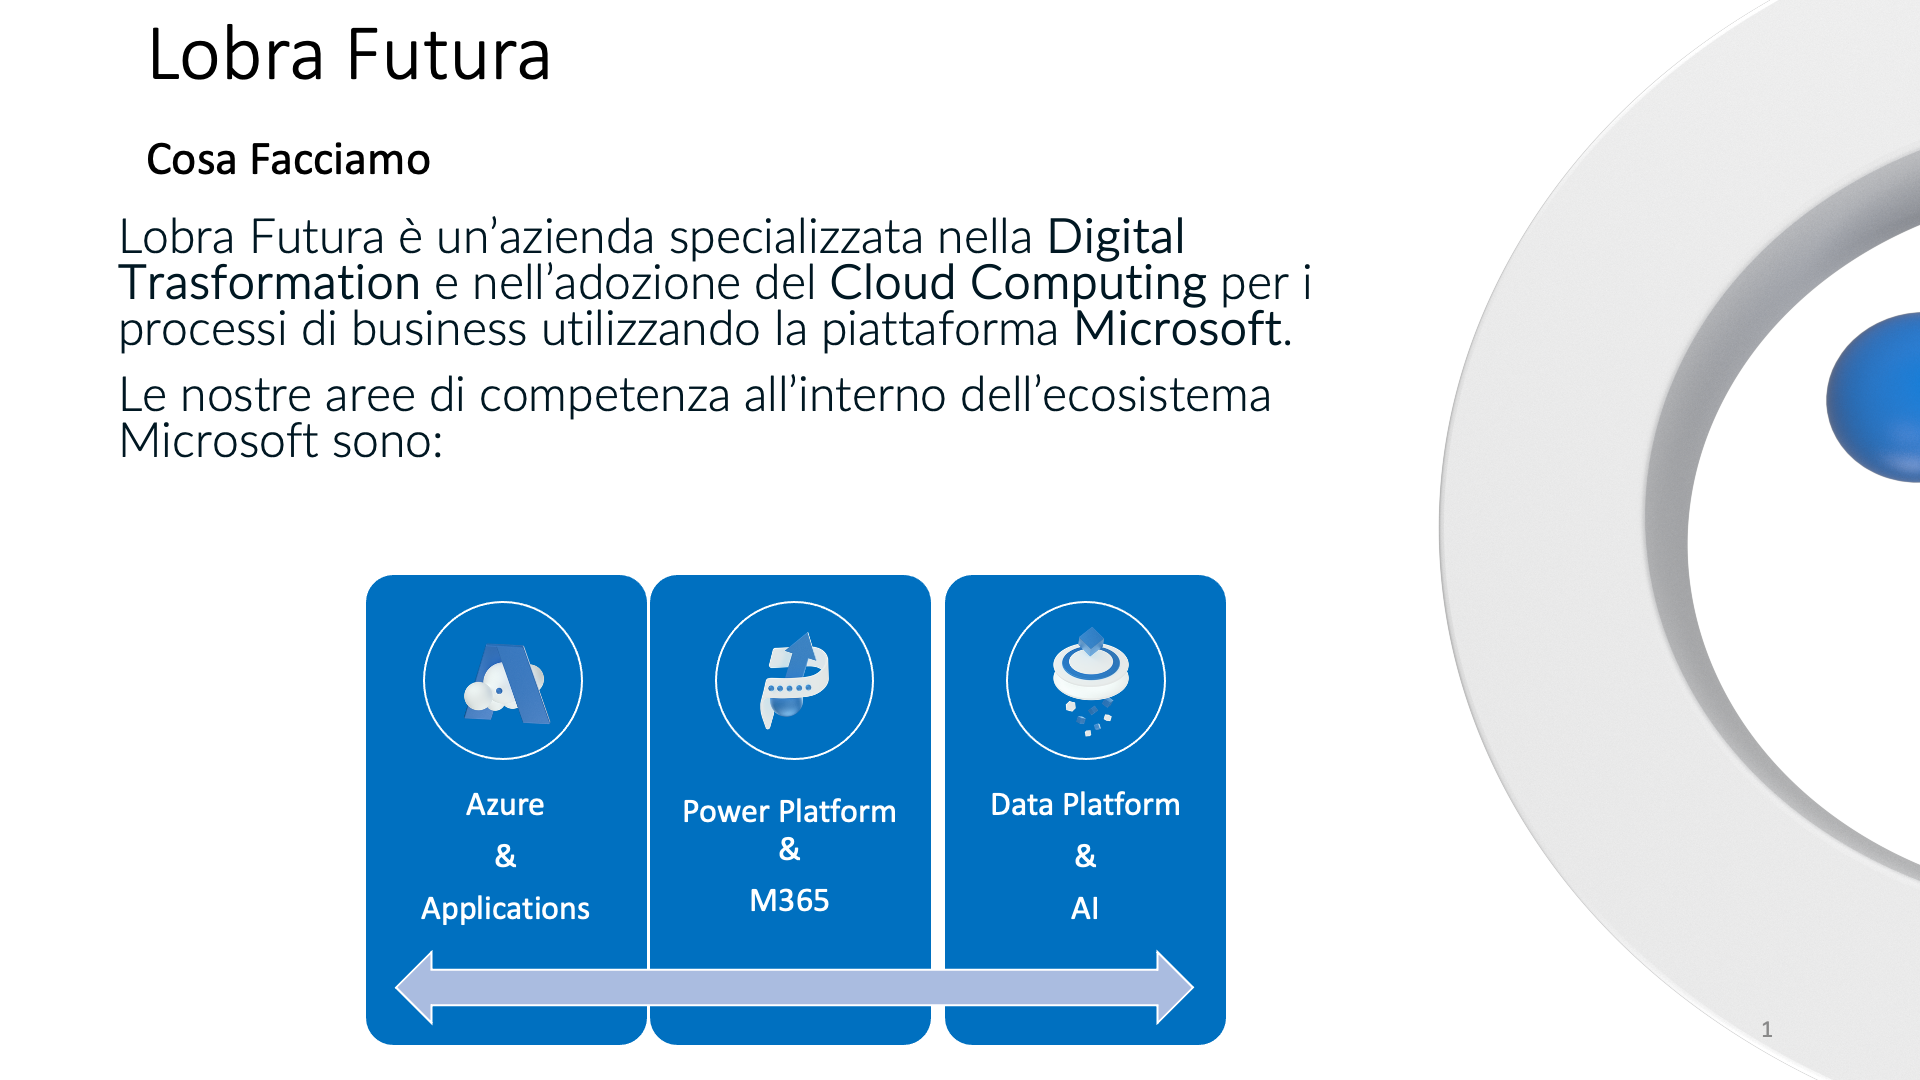 Lobra Futura
Cosa Facciamo
Lobra Futura è un’azienda specializzata nella Digital
Trasformation e nell’adozione del Cloud Computing per i
processi di business utilizzando la piattaforma Microsoft.
Le nostre aree di competenza all’interno dell’ecosistema
Microsoft sono:
Azure
&
Applications
Power Platform
&
M365
Data Platform
&
AI
1